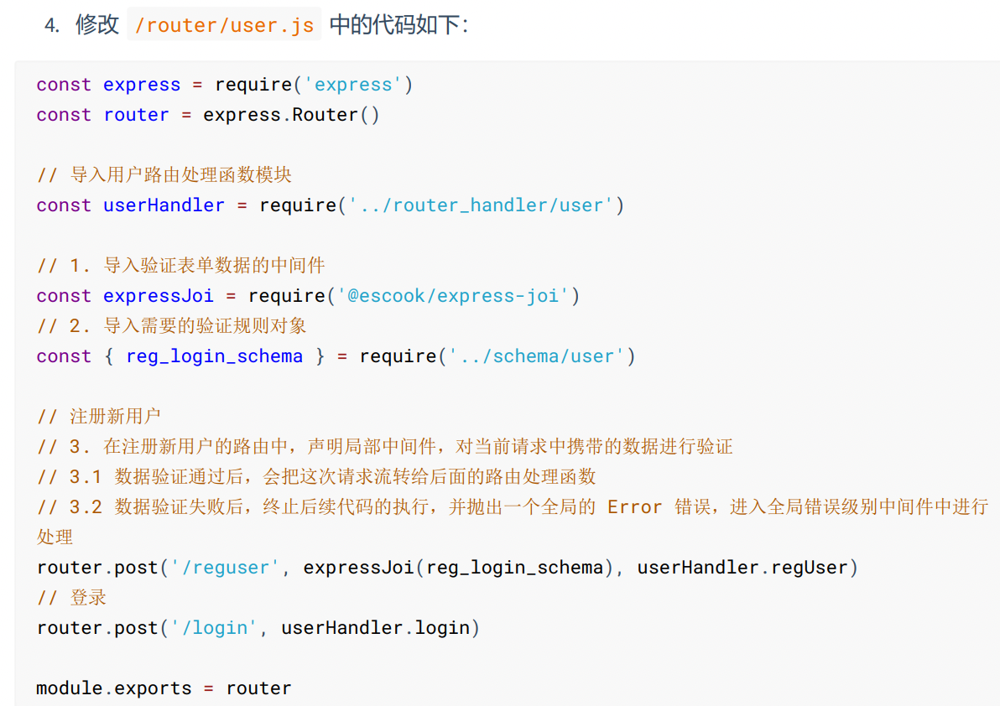 4. 修改 /router/user.js 中的代码如下：
const express = require('express')
const router = express.Router()
// 导入用户路由处理函数模块
const userHandler = require('../router_handler/user')
// 1. 导入验证表单数据的中间件
const expressJoi = require('@escook/express-joi')
// 2. 导入需要的验证规则对象
const { reg_login_schema } = require('../schema/user')
// 注册新用户
// 3. 在注册新用户的路由中，声明局部中间件，对当前请求中携带的数据进行验证
// 3.1 数据验证通过后，会把这次请求流转给后面的路由处理函数
// 3.2 数据验证失败后，终止后续代码的执行，并抛出一个全局的 Error 错误，进入全局错误级别中间件中进行
处理
router.post('/reguser', expressJoi(reg_login_schema), userHandler.regUser)
// 登录
router.post('/login', userHandler.login)
module.exports = router